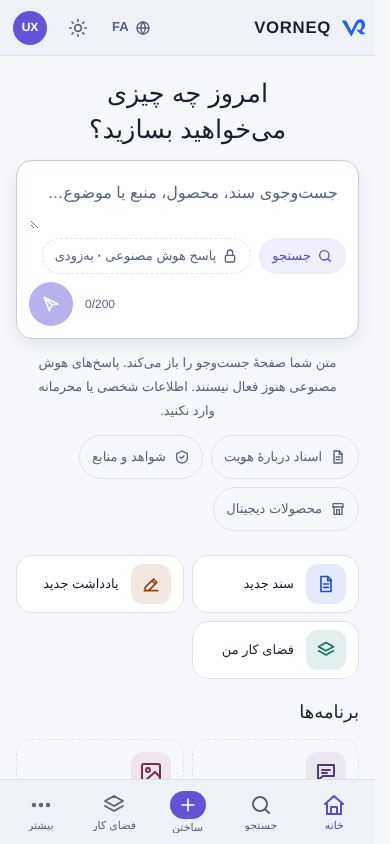 VORNEQ
FA
UX
امروز چه چیزی
می‌خواهید بسازید؟
جست‌وجوی سند، محصول، منبع یا موضوع…
جستجو
پاسخ هوش مصنوعی · به‌زودی
0/200
متن شما صفحهٔ جست‌وجو را باز می‌کند. پاسخ‌های هوش
مصنوعی هنوز فعال نیستند. اطلاعات شخصی یا محرمانه
وارد نکنید.
اسناد دربارهٔ هویت
شواهد و منابع
محصولات دیجیتال
سند جدید
یادداشت جدید
فضای کار من
برنامه‌ها
خانه
جستجو
ساختن
فضای کار
بیشتر